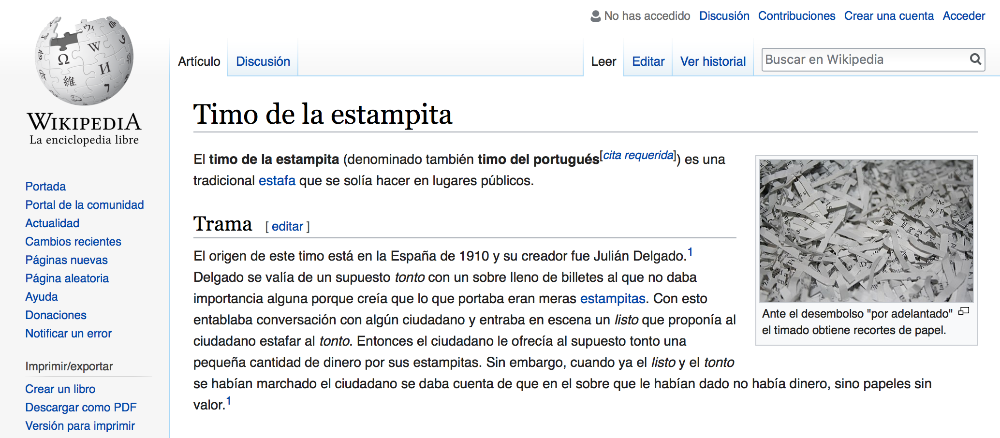 No has accedido Discusión Contribuciones Crear una cuenta Acceder
Artículo Discusión Leer Editar Ver historial Buscar en Wikipedia
WIKIPEDIA
La enciclopedia libre
Portada
Portal de la comunidad
Actualidad
Cambios recientes
Páginas nuevas
Página aleatoria
Ayuda
Donaciones
Notificar un error
Imprimir/exportar
Crear un libro
Descargar como PDF
Versión para imprimir
Timo de la estampita
El timo de la estampita (denominado también timo del portugués[cita requerida]) es una
tradicional estafa que se solía hacer en lugares públicos.
Trama [ editar ]
El origen de este timo está en la España de 1910 y su creador fue Julián Delgado.1
Delgado se valía de un supuesto tonto con un sobre lleno de billetes al que no daba
importancia alguna porque creía que lo que portaba eran meras estampitas. Con esto
entablaba conversación con algún ciudadano y entraba en escena un listo que proponía al
ciudadano estafar al tonto. Entonces el ciudadano le ofrecía al supuesto tonto una
pequeña cantidad de dinero por sus estampitas. Sin embargo, cuando ya el listo y el tonto
se habían marchado el ciudadano se daba cuenta de que en el sobre que le habían dado no había dinero, sino papeles sin
valor.1
Ante el desembolso "por adelantado"
el timado obtiene recortes de papel.